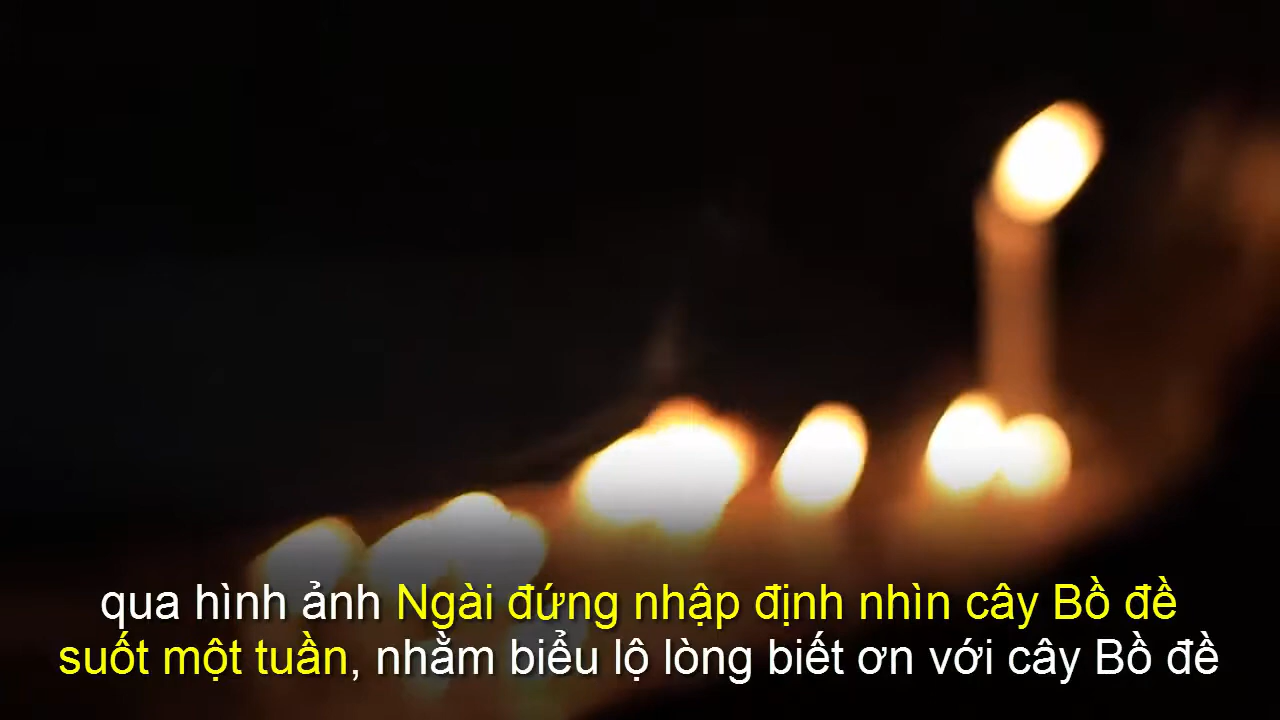 qua hình ảnh Ngài đứng nhập định nhìn cây Bồ đề
suốt một tuần, nhằm biểu lộ lòng biết ơn với cây Bồ đề